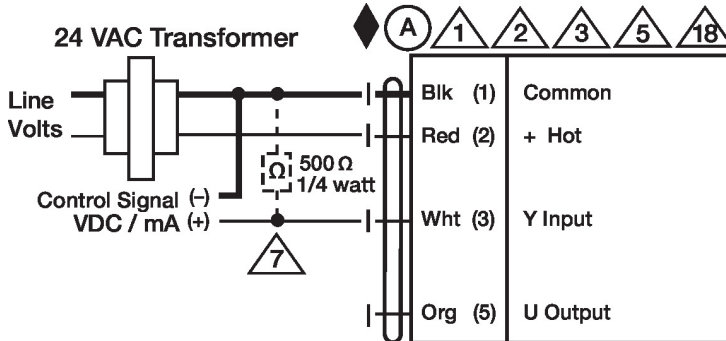 24 VAC Transformer
A 1 2 3 5 18
Line
Volts
Blk (1) Common
Red (2) + Hot
Ω 500 Ω
1/4 watt
Control Signal (–)
VDC / mA (+)
Wht (3) Y Input
7
Org (5) U Output